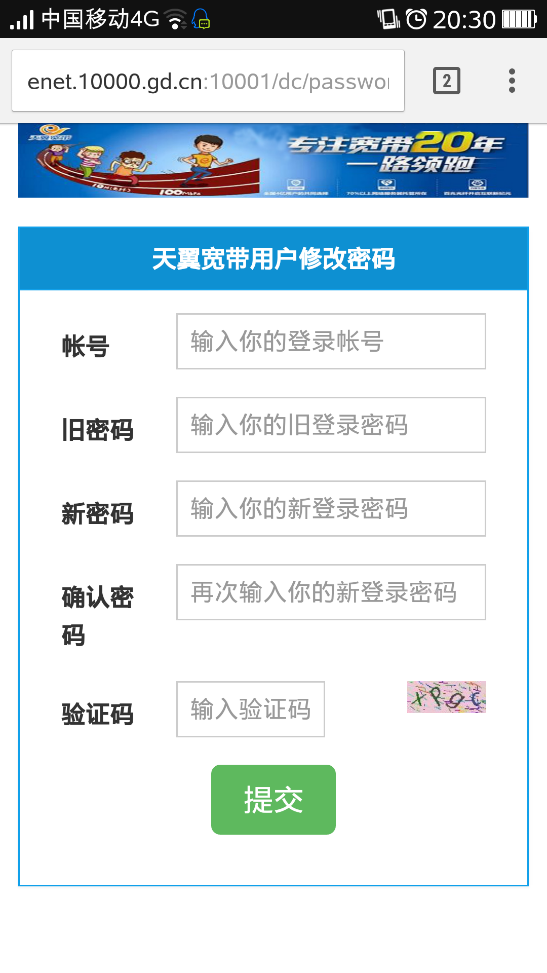 中国移动4G 20:30
enet.10000.gd.cn:10001/dc/passwor
2
天翼宽带
专注宽带20年
一路领跑
100Mbps
天翼宽带用户修改密码
帐号 输入你的登录帐号
旧密码 输入你的旧登录密码
新密码 输入你的新登录密码
确认密 再次输入你的新登录密码
码
验证码 输入验证码
提交